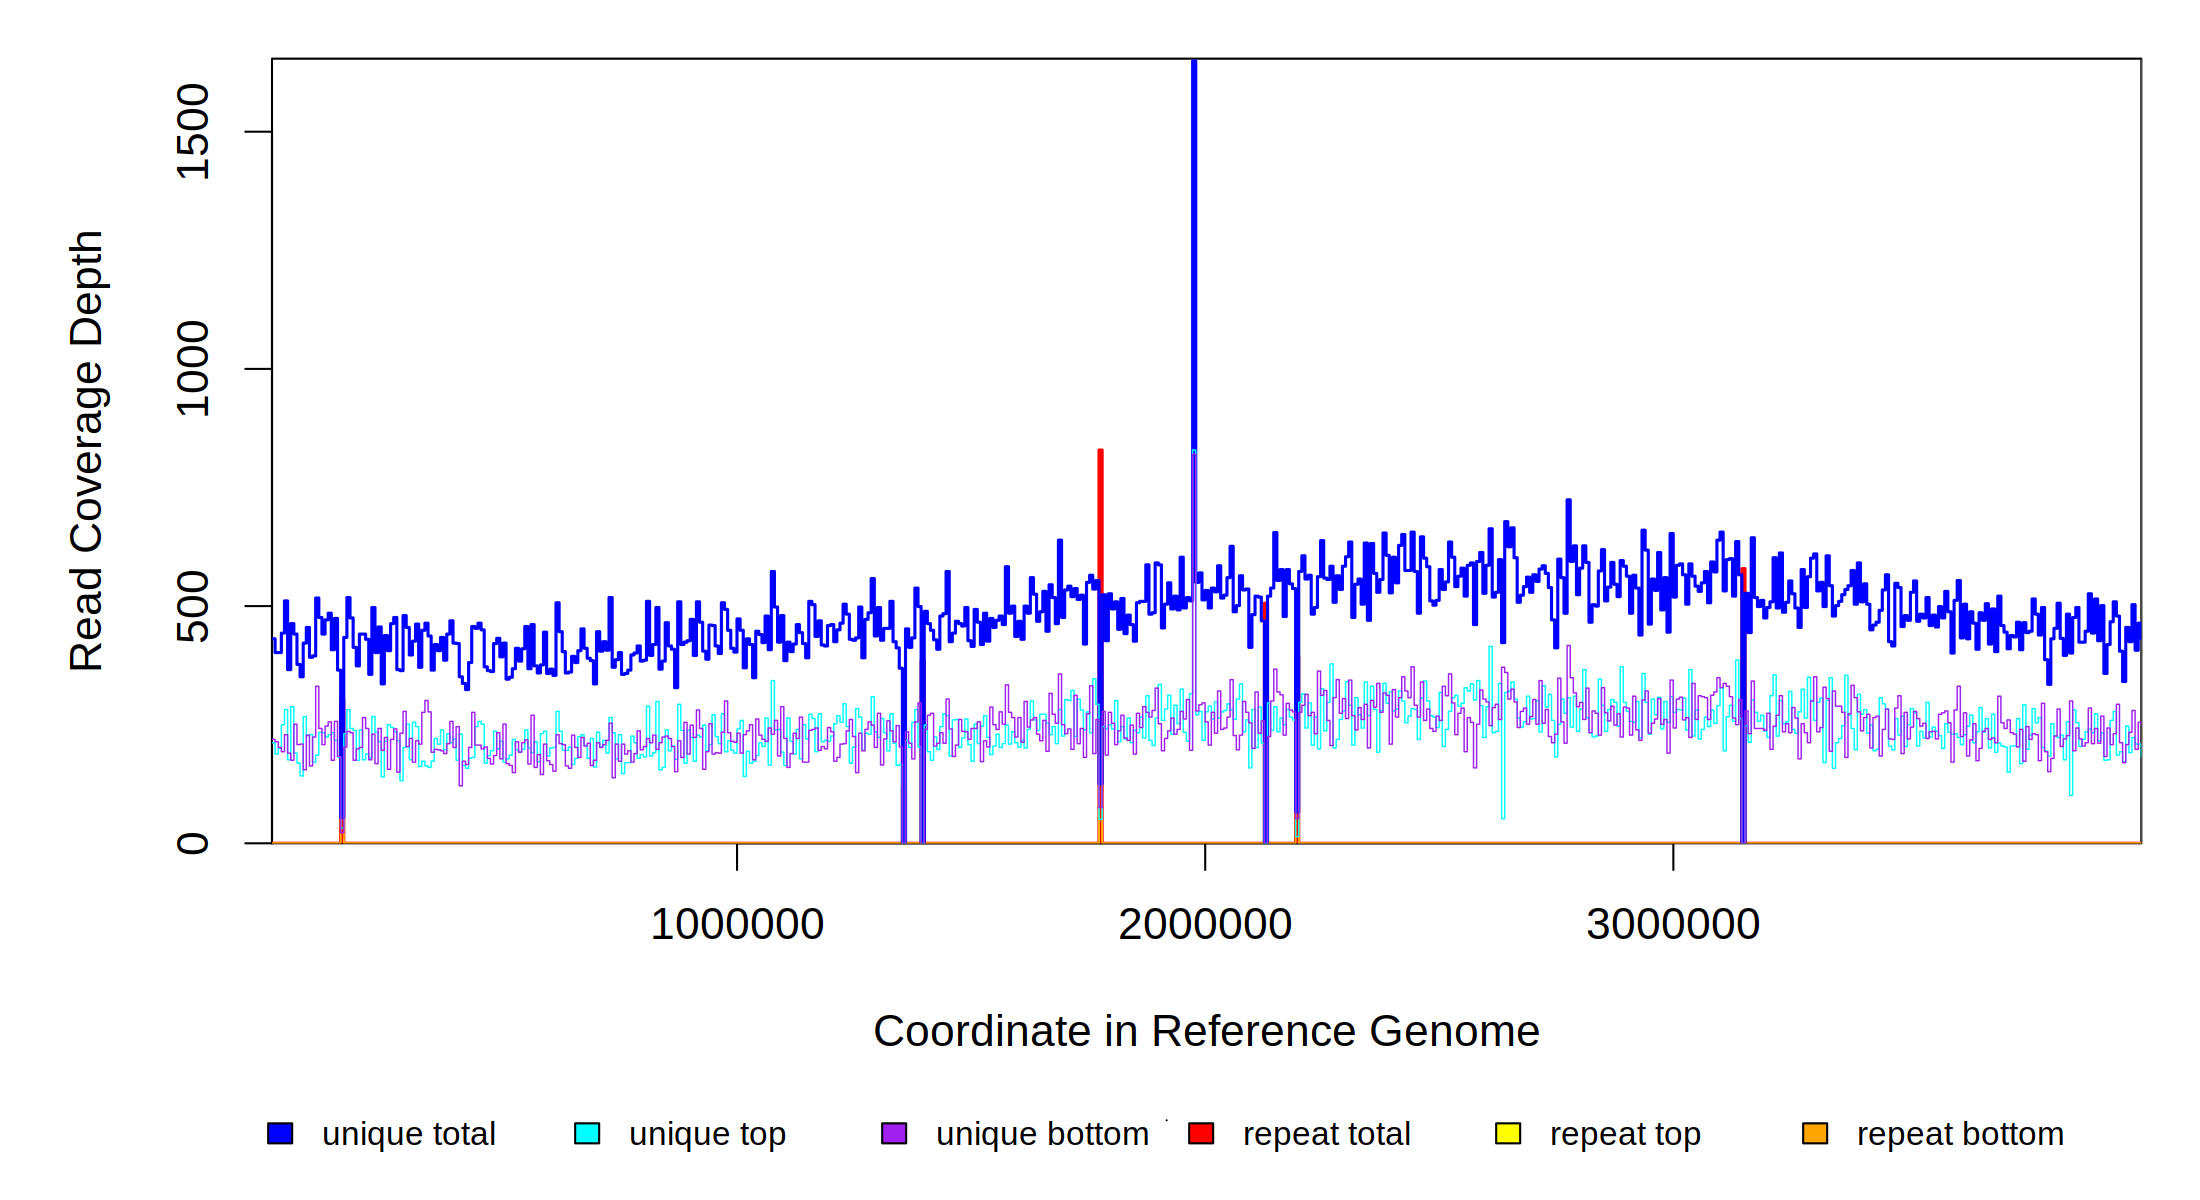 1500
1000
500
0
Read Coverage Depth
1000000 2000000 3000000
Coordinate in Reference Genome
unique total unique top unique bottom repeat total repeat top repeat bottom